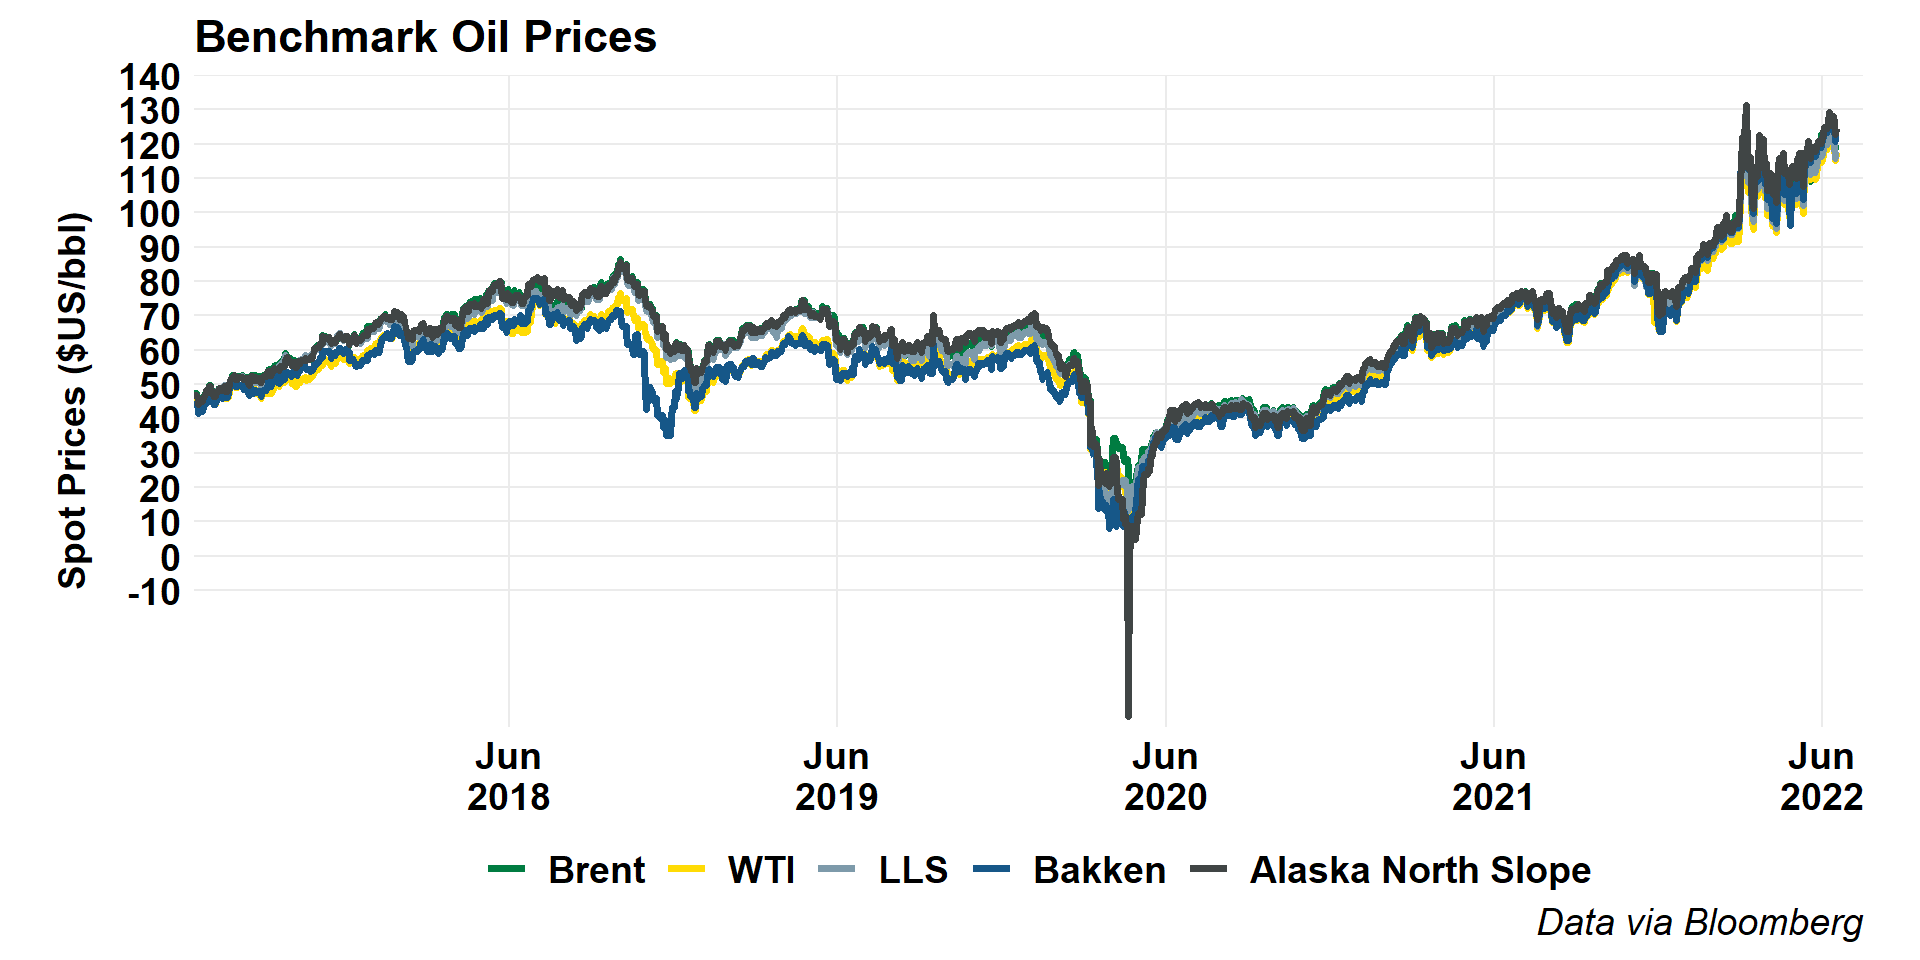 Benchmark Oil Prices
140
130
120
110
100
90
80
70
60
50
40
30
20
10
0
-10
Spot Prices ($US/bbl)
Jun
2018
Jun
2019
Jun
2020
Jun
2021
Jun
2022
Brent WTI LLS Bakken Alaska North Slope
Data via Bloomberg